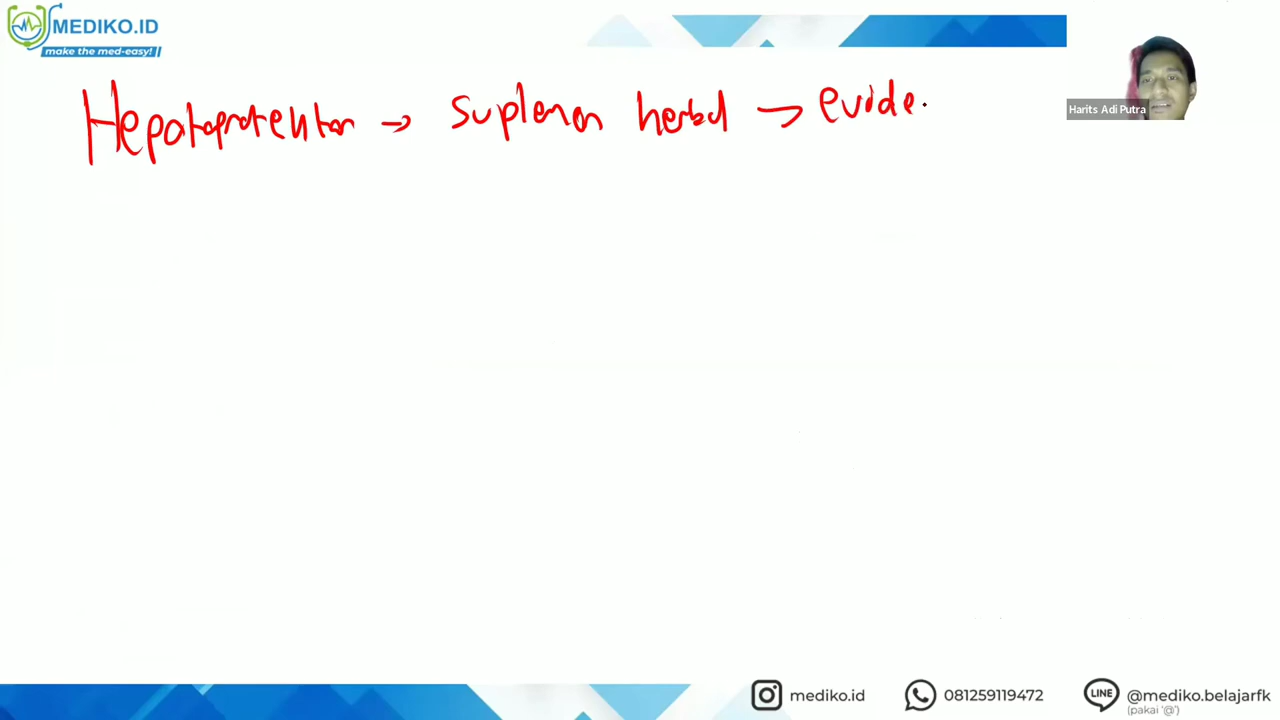 MEDIKO.ID
make the med-easy!
Hepatoprotektor → suplemen herbal → evide
Harits Adi Putra
mediko.id
081259119472
LINE
@mediko.belajarfk
(pakai '@')